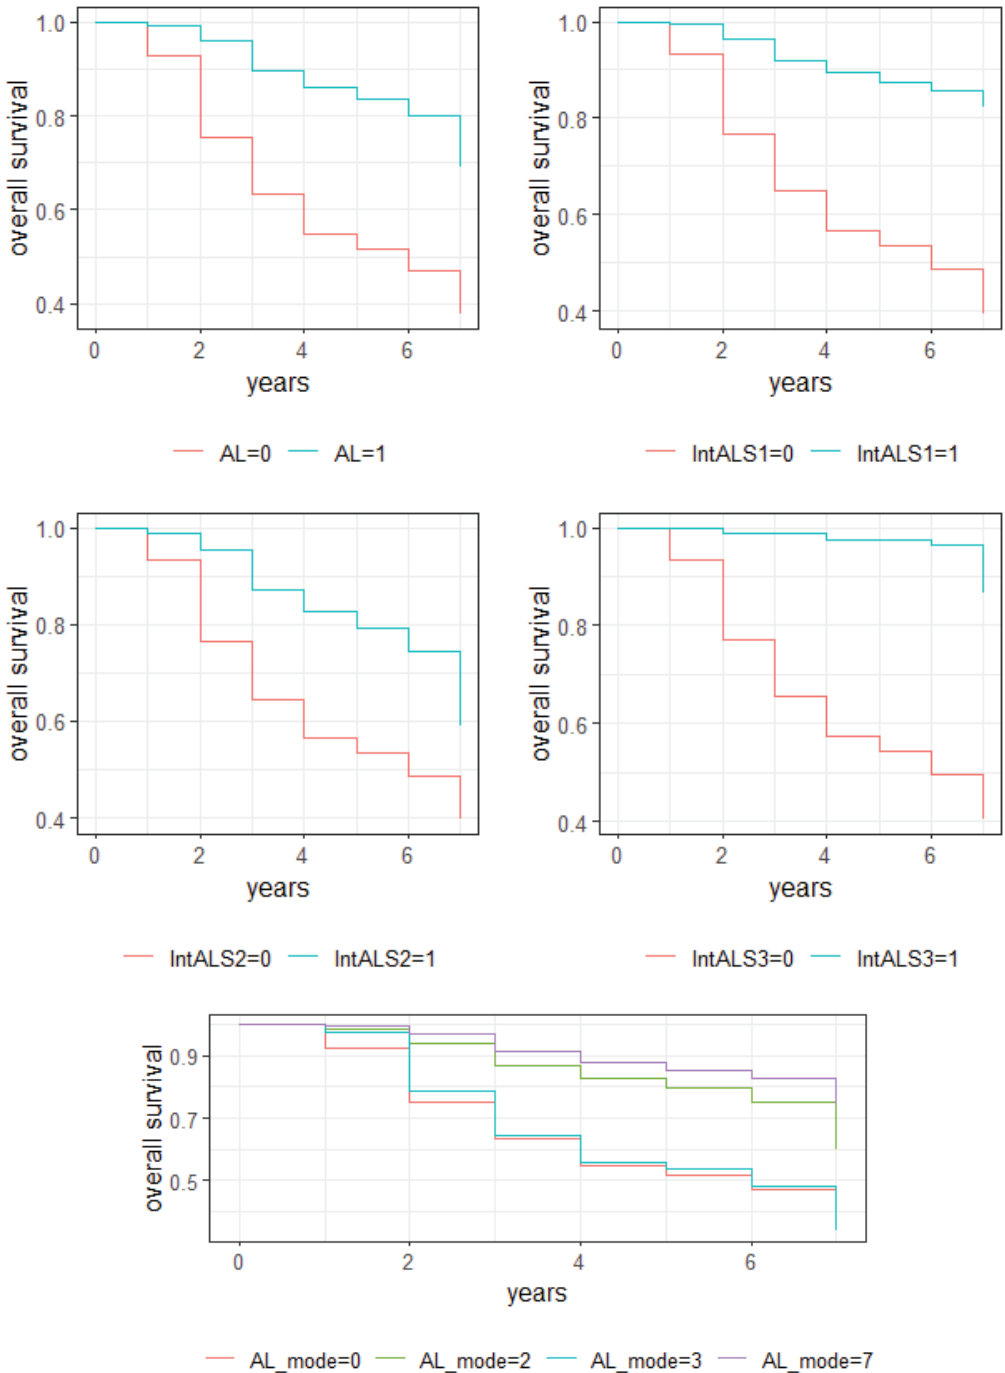 1.0
0.8
0.6
0.4
overall survival
0 2 4 6
years
AL=0 AL=1
1.0
0.8
0.6
0.4
overall survival
0 2 4 6
years
IntALS1=0 IntALS1=1
1.0
0.8
0.6
0.4
overall survival
0 2 4 6
years
IntALS2=0 IntALS2=1
1.0
0.8
0.6
0.4
overall survival
0 2 4 6
years
IntALS3=0 IntALS3=1
0.9
0.7
0.5
overall survival
0 2 4 6
years
AL_mode=0 AL_mode=2 AL_mode=3 AL_mode=7